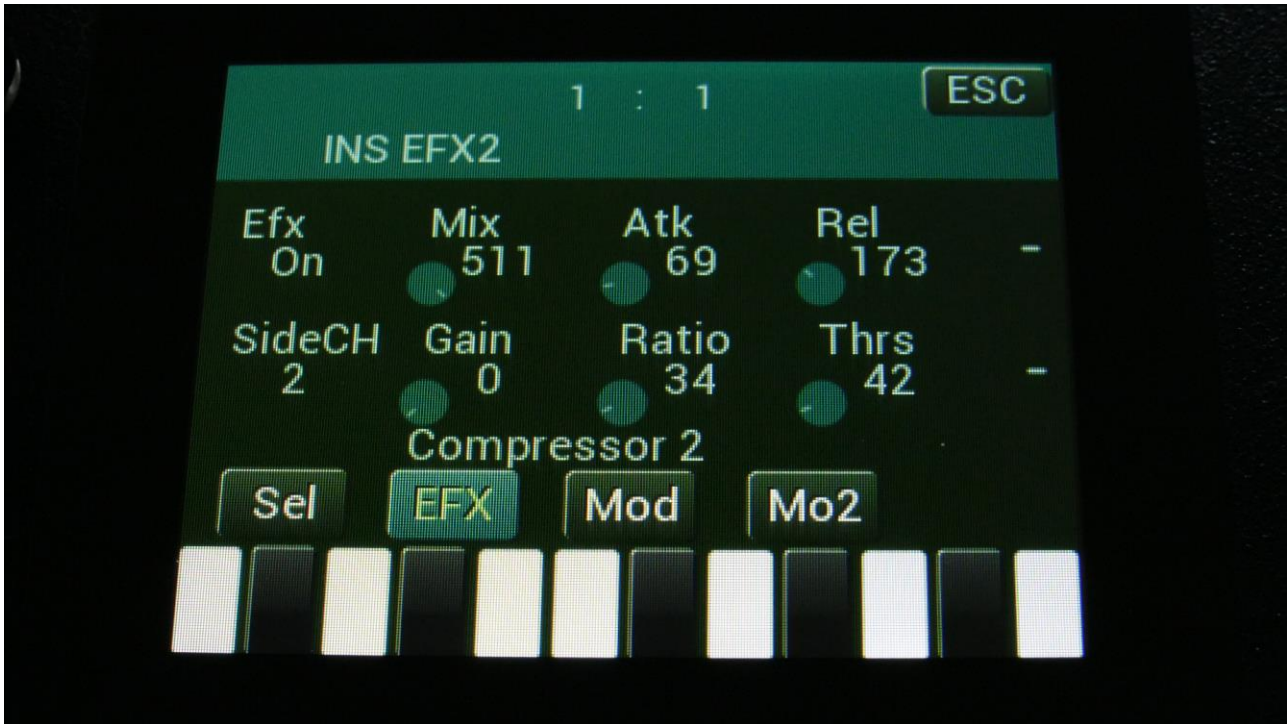 1 : 1 ESC
INS EFX2
Efx Mix Atk Rel
On 511 69 173 -
SideCH Gain Ratio Thrs
2 0 34 42 -
Compressor 2
Sel EFX Mod Mo2